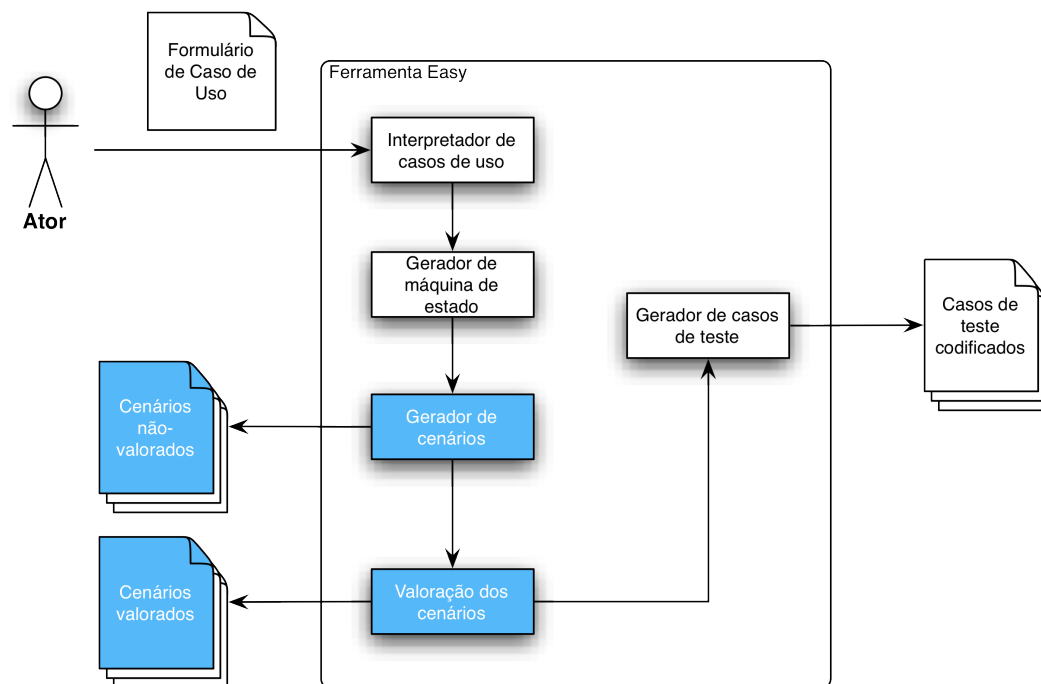 Formulário
de Caso de
Uso
Ferramenta Easy
Ator
Interpretador de
casos de uso
Gerador de
máquina de
estado
Gerador de casos
de teste
Casos de
teste
codificados
Cenários
não-
valorados
Gerador de
cenários
Cenários
valorados
Valoração dos
cenários